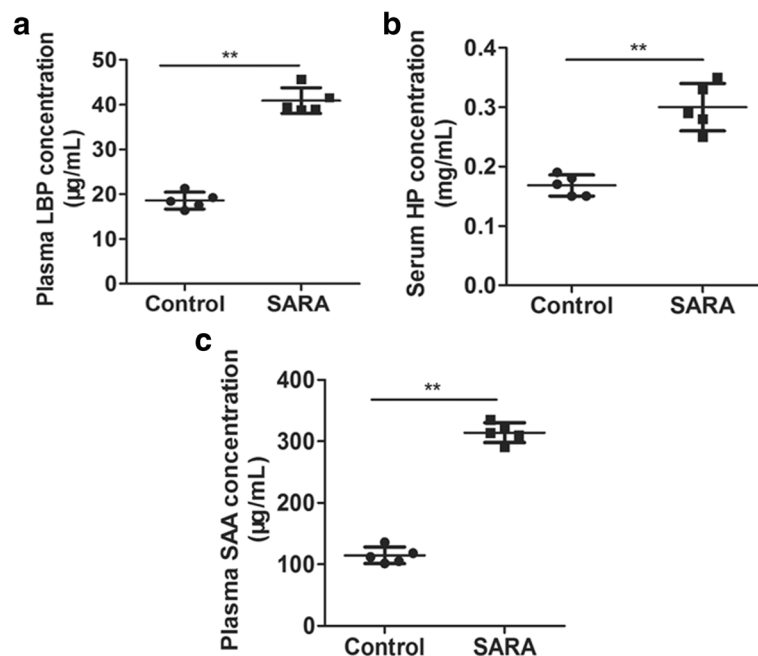 a
Plasma LBP concentration
(µg/mL)
50
40
30
20
10
0
**
Control
SARA
b
Serum HP concentration
(mg/mL)
0.4
0.3
0.2
0.1
0.0
**
Control
SARA
c
Plasma SAA concentration
(µg/mL)
400
300
200
100
0
**
Control
SARA